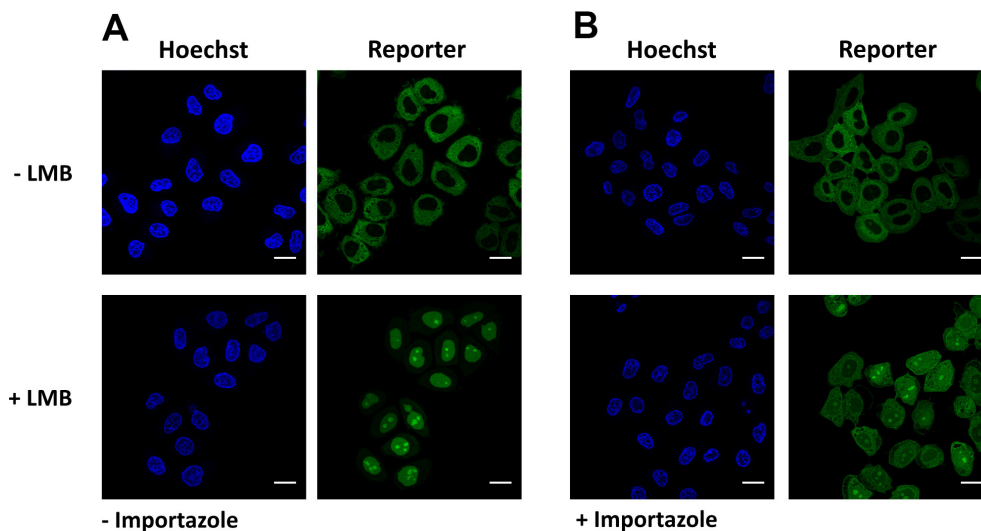 A
B
Hoechst Reporter
Hoechst Reporter
- LMB
+ LMB
- Importazole
+ Importazole